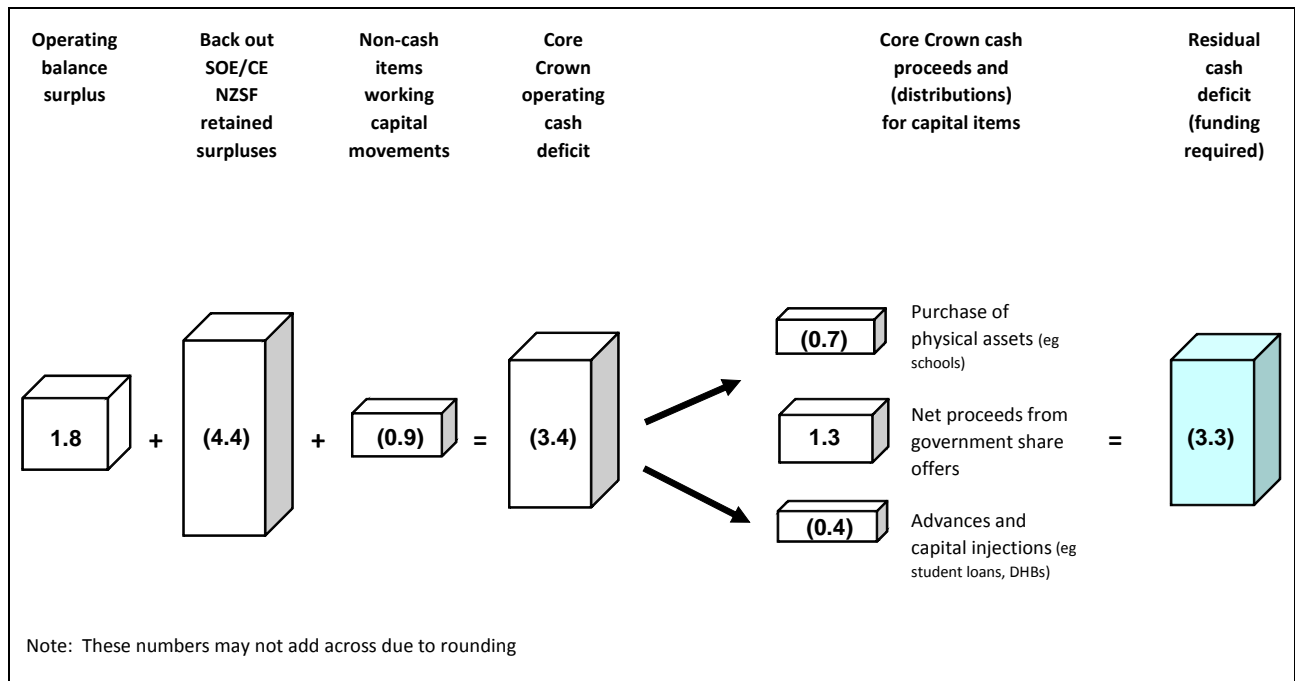 Operating
balance
surplus
Back out
SOE/CE
NZSF
retained
surpluses
Non-cash
items
working
capital
movements
Core
Crown
operating
cash
deficit
Core Crown cash
proceeds and
(distributions)
for capital items
Residual
cash
deficit
(funding
required)
1.8
+
(4.4)
+
(0.9)
=
(3.4)
(0.7)
Purchase of
physical assets (eg
schools)
1.3
Net proceeds from
government share
offers
(0.4)
Advances and
capital injections (eg
student loans, DHBs)
=
(3.3)
Note: These numbers may not add across due to rounding